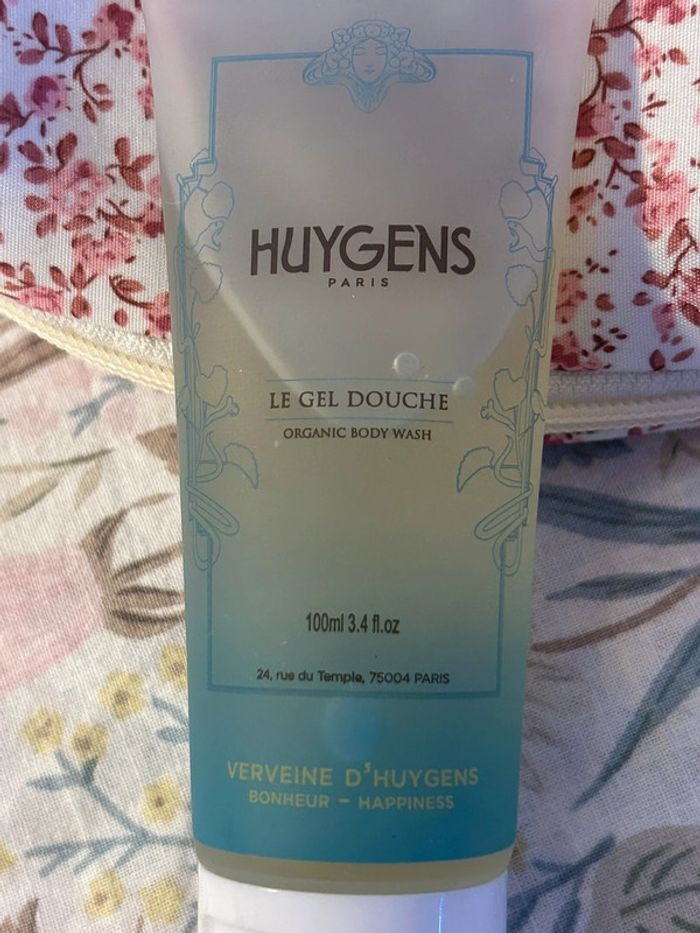 HUYGENS
PARIS
LE GEL DOUCHE
ORGANIC BODY WASH
100ml 3.4 fl.oz
24, rue du Temple, 75004 PARIS
VERVEINE D'HUYGENS
BONHEUR - HAPPINESS